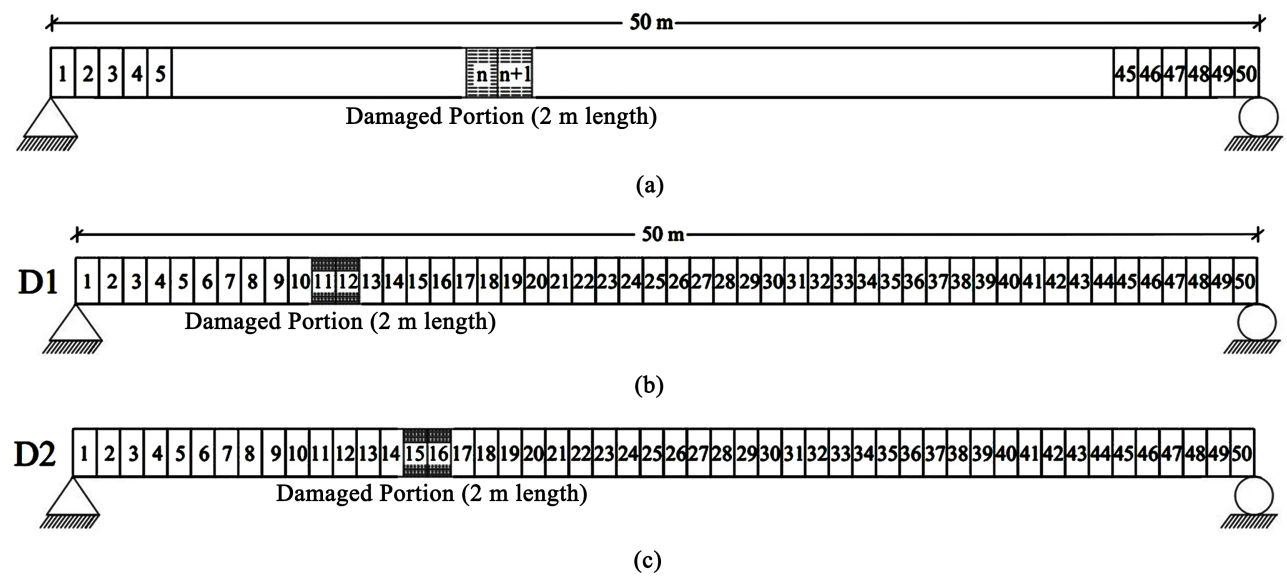 50 m
1 2 3 4 5 n n+1 45 46 47 48 49 50
Damaged Portion (2 m length)
(a)
50 m
D1 1 2 3 4 5 6 7 8 9 10 11 12 13 14 15 16 17 18 19 20 21 22 23 24 25 26 27 28 29 30 31 32 33 34 35 36 37 38 39 40 41 42 43 44 45 46 47 48 49 50
Damaged Portion (2 m length)
(b)
D2 1 2 3 4 5 6 7 8 9 10 11 12 13 14 15 16 17 18 19 20 21 22 23 24 25 26 27 28 29 30 31 32 33 34 35 36 37 38 39 40 41 42 43 44 45 46 47 48 49 50
Damaged Portion (2 m length)
(c)